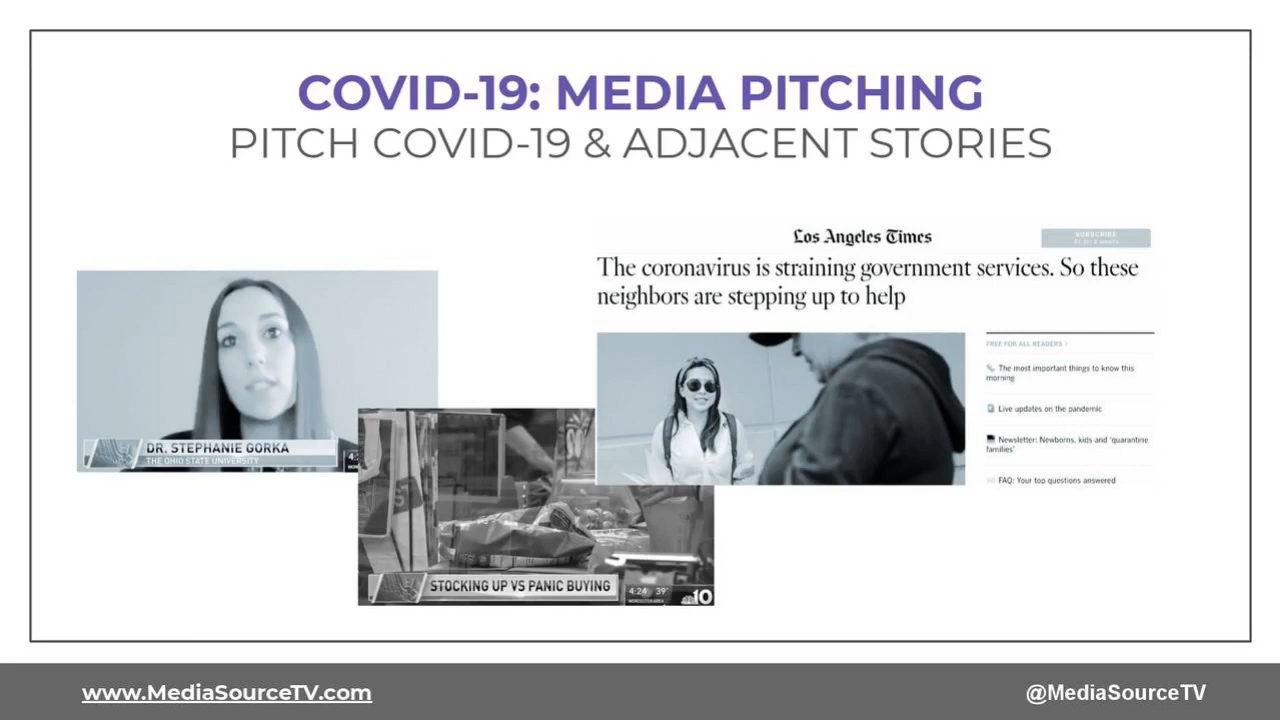 COVID-19: MEDIA PITCHING
PITCH COVID-19 & ADJACENT STORIES
Los Angeles Times
SUBSCRIBE
The coronavirus is straining government services. So these
neighbors are stepping up to help
FREE FOR ALL READERS
The most important things to know this
morning
Live updates on the pandemic
Newsletter: Newborns, kids and 'quarantine
families'
FAQ: Your top questions answered
DR. STEPHANIE GORKA
THE OHIO STATE UNIVERSITY
STOCKING UP VS PANIC BUYING
4:24 39°
10
www.MediaSourceTV.com
@MediaSourceTV